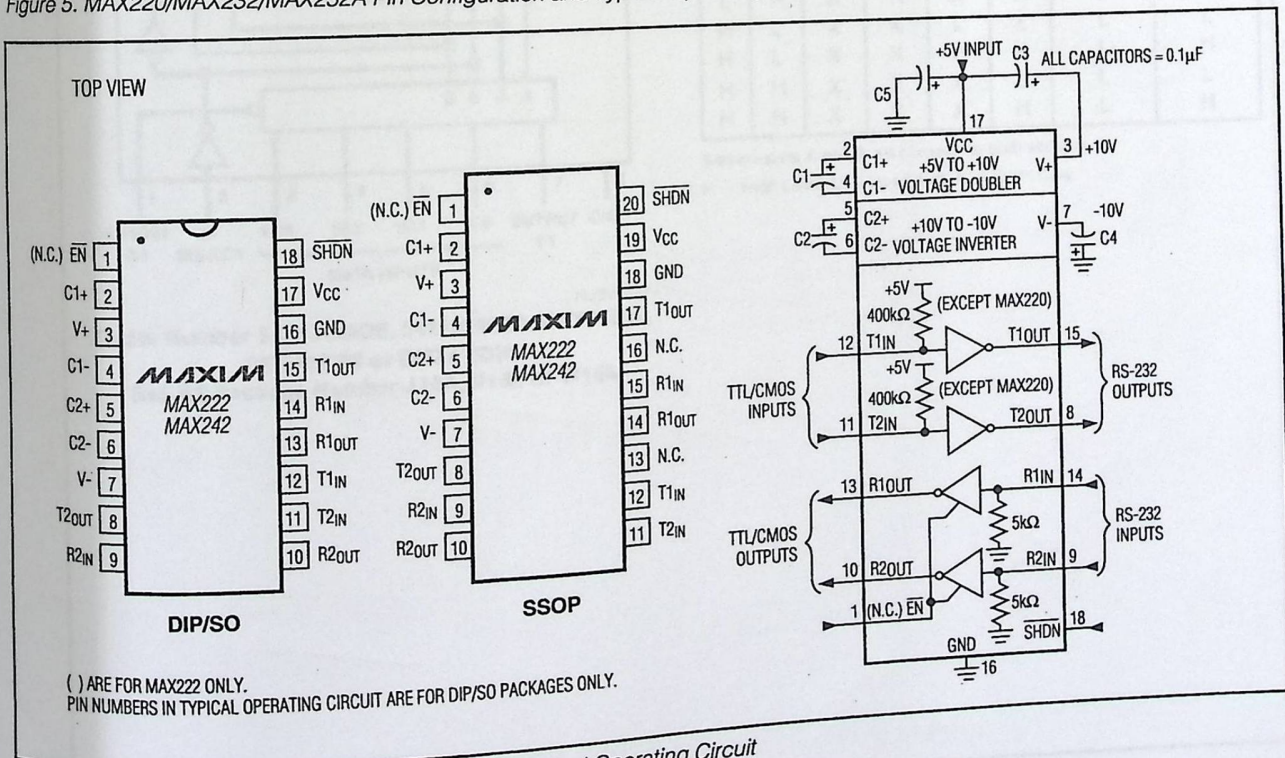 Figure 5. MAX220/MAX232/MAX232A Pin Configuration
TOP VIEW
(N.C.) E̅N̅ 1
C1+ 2
V+ 3
C1- 4
C2+ 5
C2- 6
V- 7
T2OUT 8
R2IN 9
MAXIM
MAX222
MAX242
18 S̅H̅D̅N̅
17 VCC
16 GND
15 T1OUT
14 R1IN
13 R1OUT
12 T1IN
11 T2IN
10 R2OUT
DIP/SO
(N.C.) E̅N̅ 1
C1+ 2
V+ 3
C1- 4
C2+ 5
C2- 6
V- 7
T2OUT 8
R2IN 9
R2OUT 10
MAXIM
MAX222
MAX242
20 S̅H̅D̅N̅
19 VCC
18 GND
17 T1OUT
16 N.C.
15 R1IN
14 R1OUT
13 N.C.
12 T1IN
11 T2IN
SSOP
+5V INPUT
C3
ALL CAPACITORS = 0.1µF
C5
17
VCC
2 C1+ +5V TO +10V V+ 3 +10V
C1
4 C1- VOLTAGE DOUBLER
5 C2+ +10V TO -10V V- 7 -10V
C2
6 C2- VOLTAGE INVERTER
C4
+5V
400kΩ (EXCEPT MAX220)
12 T1IN T1OUT 15
+5V
400kΩ (EXCEPT MAX220)
11 T2IN T2OUT 8
TTL/CMOS
INPUTS
RS-232
OUTPUTS
13 R1OUT R1IN 14
5kΩ
10 R2OUT R2IN 9
5kΩ
TTL/CMOS
OUTPUTS
RS-232
INPUTS
1 (N.C.) E̅N̅ S̅H̅D̅N̅ 18
GND
16
( ) ARE FOR MAX222 ONLY.
PIN NUMBERS IN TYPICAL OPERATING CIRCUIT ARE FOR DIP/SO PACKAGES ONLY.
Operating Circuit